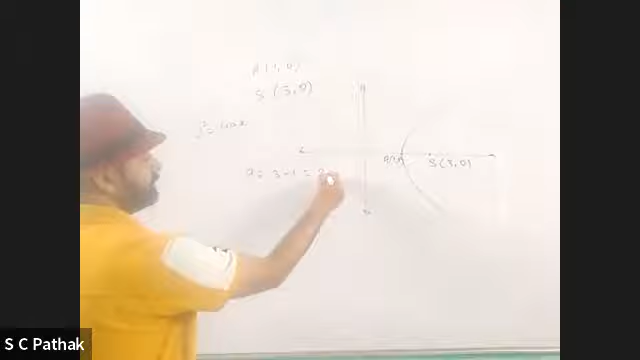 A(1,0)
S (3,0)
y² = 4ax
a = 3-1 = 2
A(1,0)
S(3,0)
S C Pathak